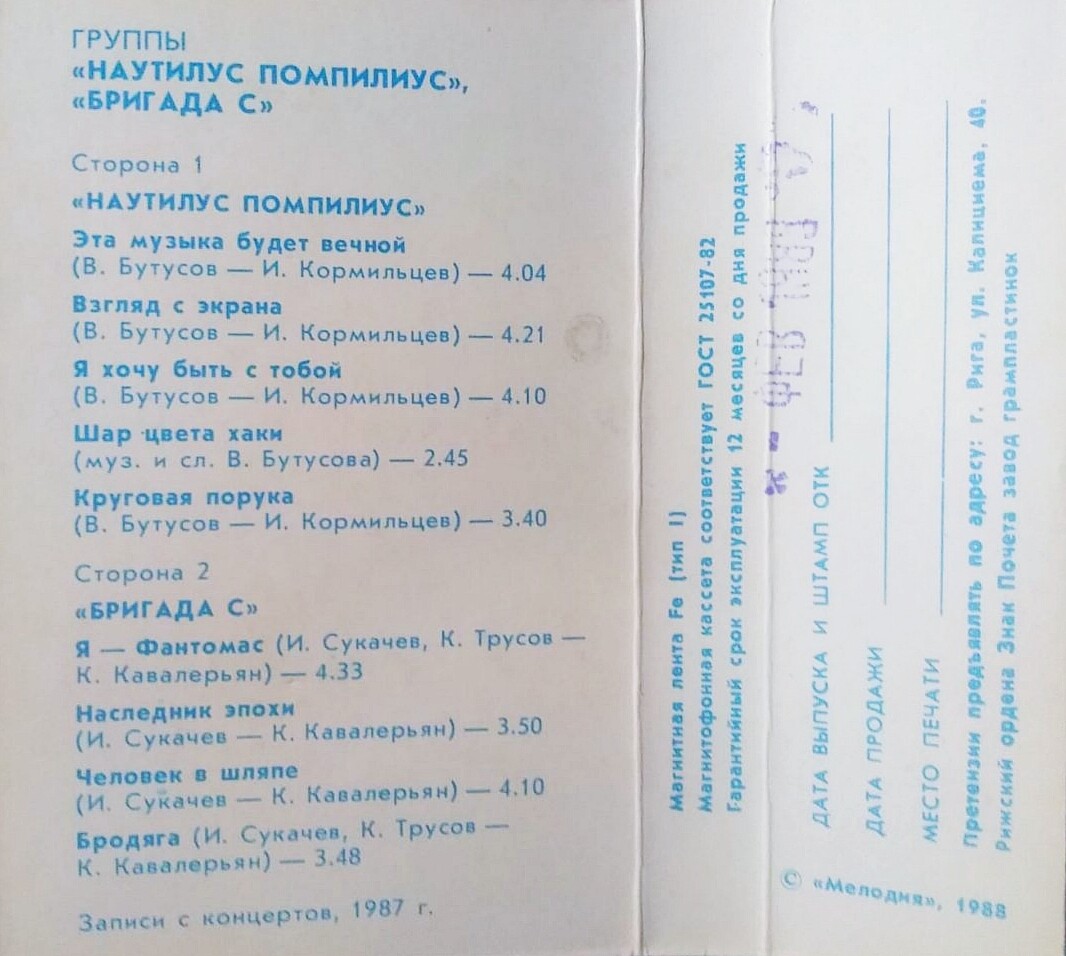 ГРУППЫ
«НАУТИЛУС ПОМПИЛИУС»,
«БРИГАДА С»
Сторона 1
«НАУТИЛУС ПОМПИЛИУС»
Эта музыка будет вечной
(В. Бутусов — И. Кормильцев) — 4.04
Взгляд с экрана
(В. Бутусов — И. Кормильцев) — 4.21
Я хочу быть с тобой
(В. Бутусов — И. Кормильцев) — 4.10
Шар цвета хаки
(муз. и сл. В. Бутусова) — 2.45
Круговая порука
(В. Бутусов — И. Кормильцев) — 3.40
Сторона 2
«БРИГАДА С»
Я — Фантомас (И. Сукачев, К. Трусов —
К. Кавалерьян) — 4.33
Наследник эпохи
(И. Сукачев — К. Кавалерьян) — 3.50
Человек в шляпе
(И. Сукачев — К. Кавалерьян) — 4.10
Бродяга (И. Сукачев, К. Трусов —
К. Кавалерьян) — 3.48
Записи с концертов, 1987 г.
Магнитная лента Fe (тип I)
Магнитофонная кассета соответствует ГОСТ 25107-82
Гарантийный срок эксплуатации 12 месяцев со дня продажи
ФЕВ
ДАТА ВЫПУСКА И ШТАМП ОТК
ДАТА ПРОДАЖИ
МЕСТО ПЕЧАТИ
Претензии предъявлять по адресу: г. Рига, ул. Калнциема, 40.
Рижский ордена Знак Почета завод грампластинок
© «Мелодия», 1988